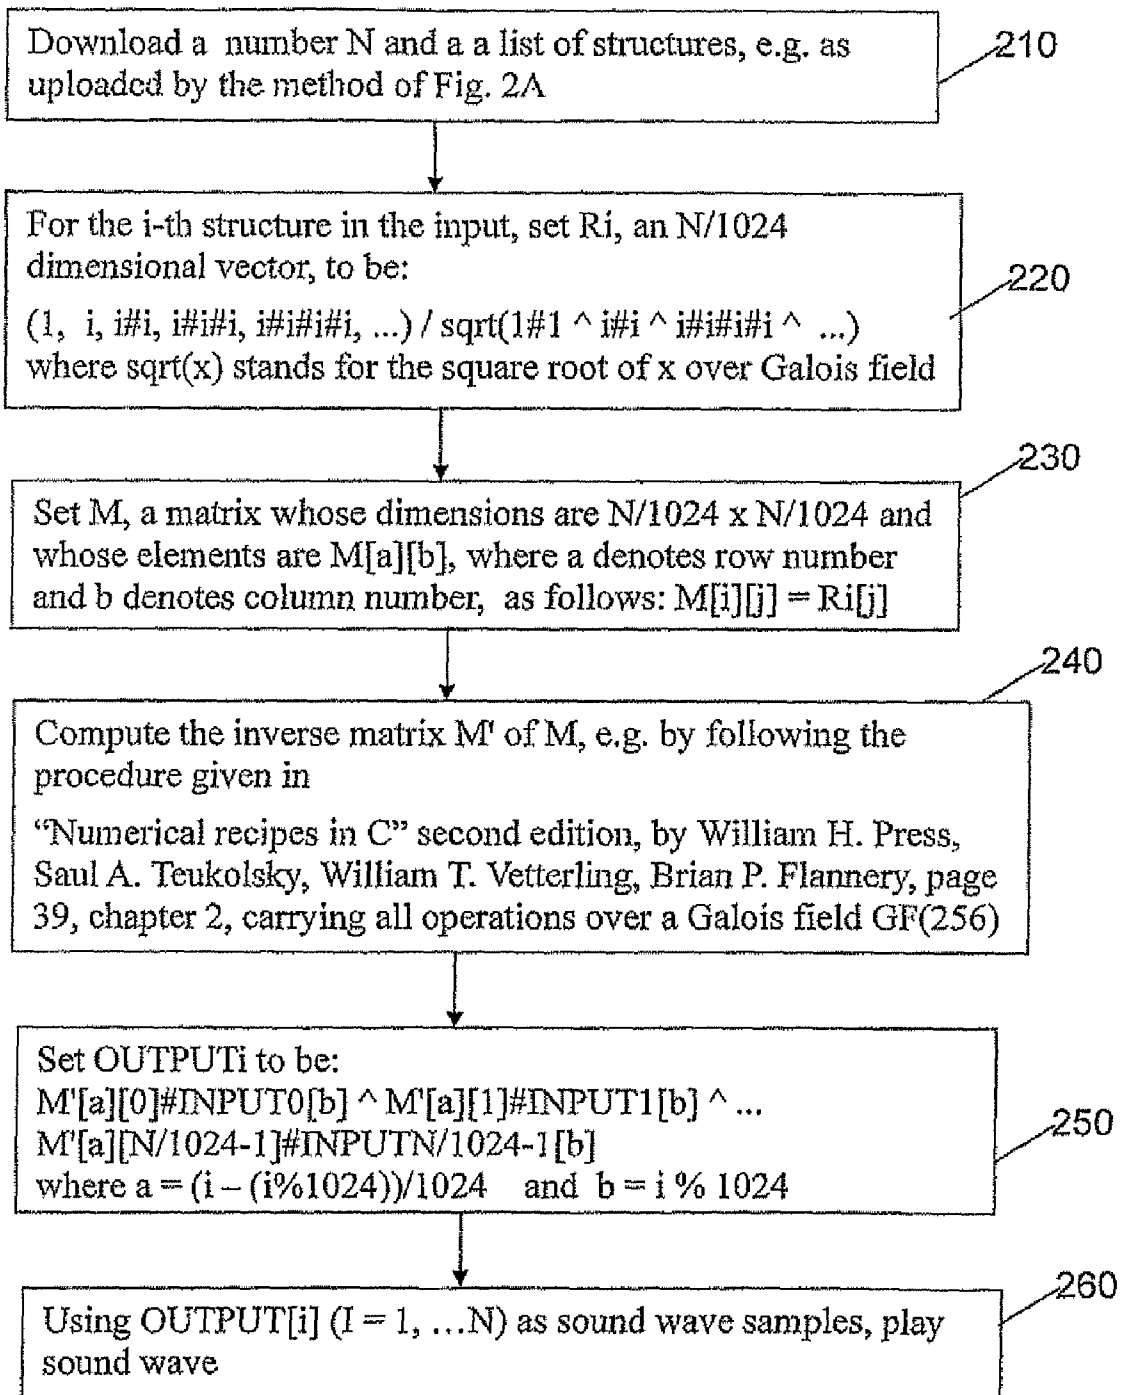 Download a number N and a a list of structures, e.g. as
uploaded by the method of Fig. 2A
210
For the i-th structure in the input, set Ri, an N/1024
dimensional vector, to be:
(1, i, i#i, i#i#i, i#i#i#i, ...) / sqrt(1#1 ^ i#i ^ i#i#i#i ^ ...)
where sqrt(x) stands for the square root of x over Galois field
220
230
Set M, a matrix whose dimensions are N/1024 x N/1024 and
whose elements are M[a][b], where a denotes row number
and b denotes column number, as follows: M[i][j] = Ri[j]
240
Compute the inverse matrix M' of M, e.g. by following the
procedure given in
“Numerical recipes in C” second edition, by William H. Press,
Saul A. Teukolsky, William T. Vetterling, Brian P. Flannery, page
39, chapter 2, carrying all operations over a Galois field GF(256)
Set OUTPUTi to be:
M'[a][0]#INPUT0[b] ^ M'[a][1]#INPUT1[b] ^ ...
M'[a][N/1024-1]#INPUTN/1024-1[b]
where a = (i – (i%1024))/1024 and b = i % 1024
250
260
Using OUTPUT[i] (I = 1, ...N) as sound wave samples, play
sound wave